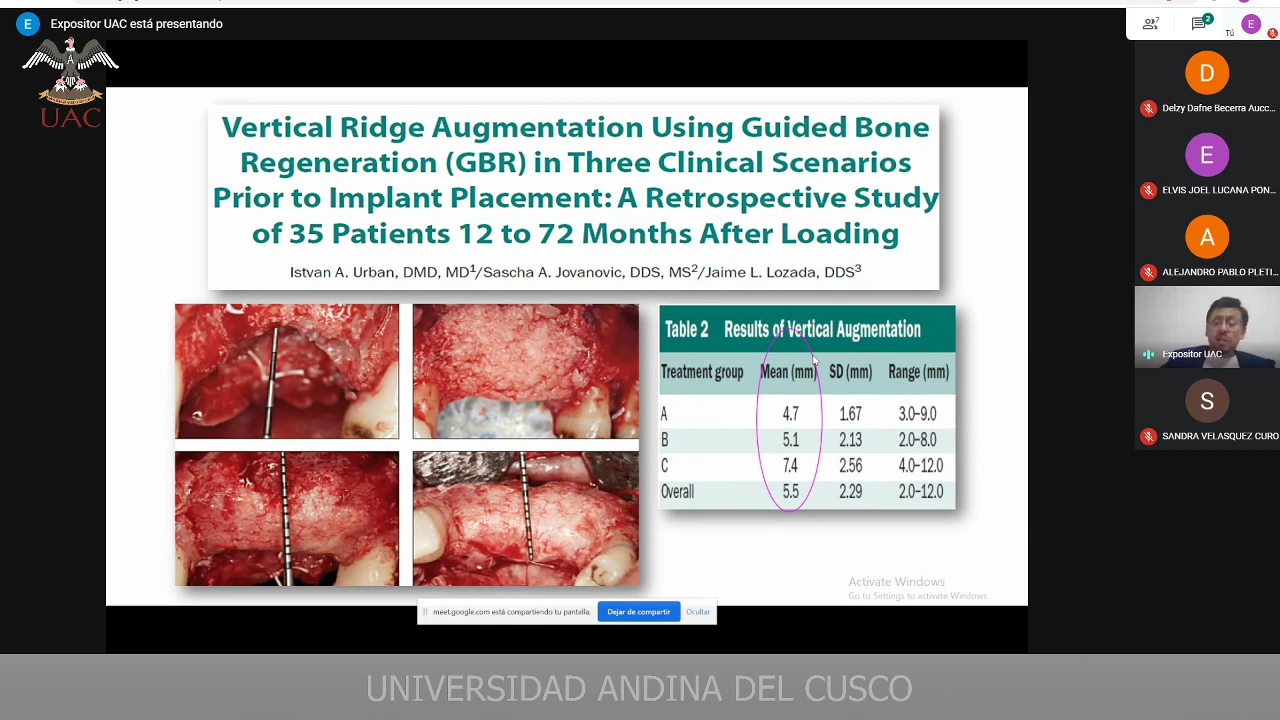 Expositor UAC está presentando
7
2
Tú
E
E
UAC
Vertical Ridge Augmentation Using Guided Bone
Regeneration (GBR) in Three Clinical Scenarios
Prior to Implant Placement: A Retrospective Study
of 35 Patients 12 to 72 Months After Loading
Istvan A. Urban, DMD, MD1/Sascha A. Jovanovic, DDS, MS2/Jaime L. Lozada, DDS3
Table 2 Results of Vertical Augmentation
Treatment group Mean (mm) SD (mm) Range (mm)
A 4.7 1.67 3.0–9.0
B 5.1 2.13 2.0–8.0
C 7.4 2.56 4.0–12.0
Overall 5.5 2.29 2.0–12.0
D
Delzy Dafne Becerra Aucc...
E
ELVIS JOEL LUCANA PON...
A
ALEJANDRO PABLO PLETI...
Expositor UAC
S
SANDRA VELASQUEZ CURO
Activate Windows
Go to Settings to activate Windows.
meet.google.com está compartiendo tu pantalla.
Dejar de compartir
Ocultar
UNIVERSIDAD ANDINA DEL CUSCO